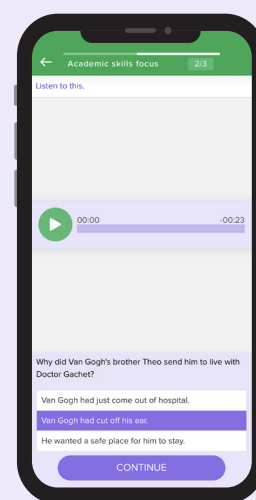 Academic skills focus 2/3
Listen to this.
00:00 -00:23
Why did Van Gogh's brother Theo send him to live with
Doctor Gachet?
Van Gogh had just come out of hospital.
Van Gogh had cut off his ear.
He wanted a safe place for him to stay.
CONTINUE